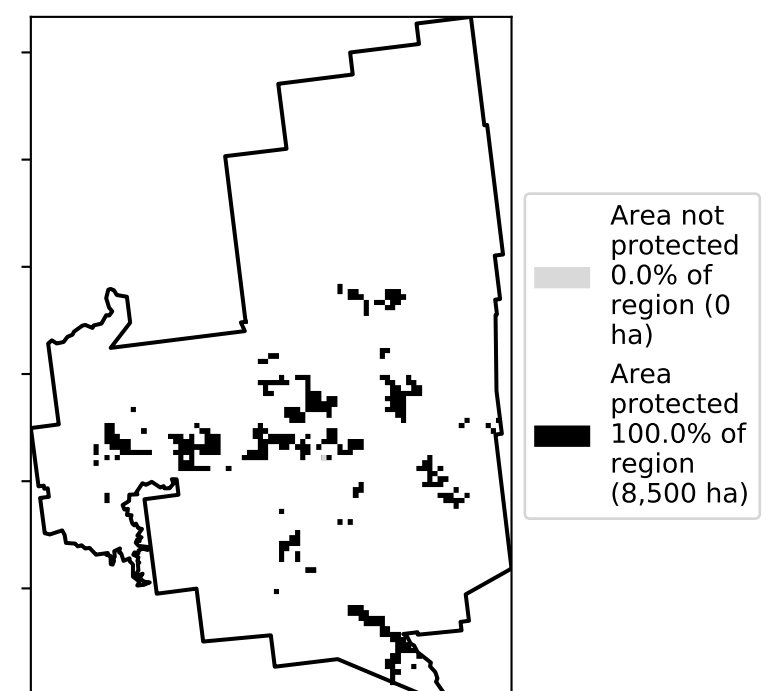 Area not
protected
0.0% of
region (0
ha)
Area
protected
100.0% of
region
(8,500 ha)